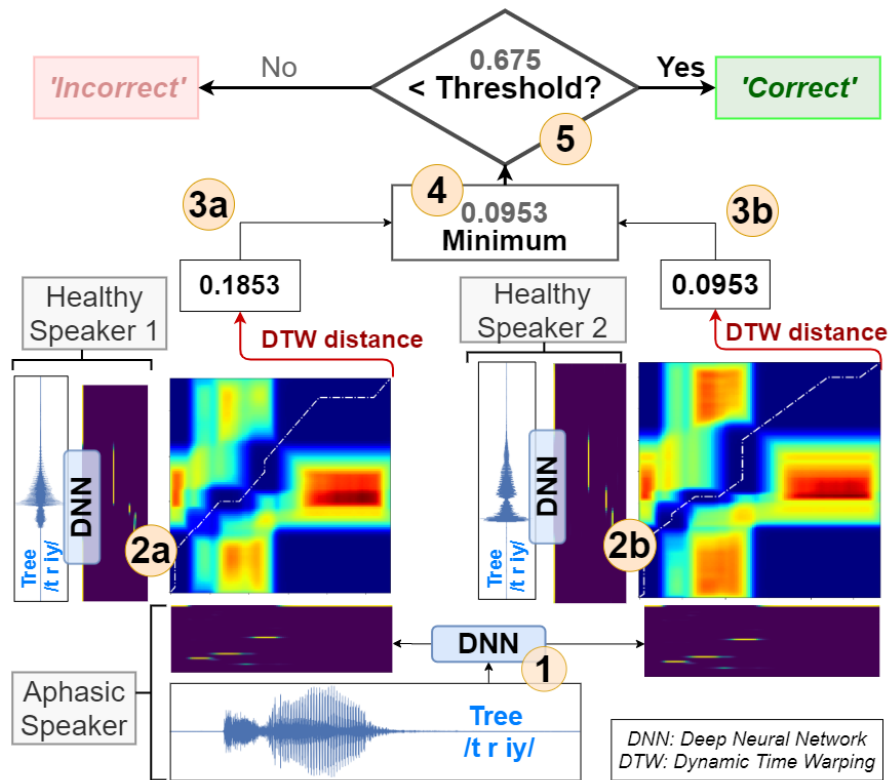 0.675
< Threshold?
'Incorrect'
No
Yes
'Correct'
5
4
3a
3b
0.0953
Minimum
0.1853
0.0953
Healthy
Speaker 1
Healthy
Speaker 2
DTW distance
DTW distance
DNN
Tree
/t r iy/
2a
DNN
Tree
/t r iy/
2b
DNN
1
Aphasic
Speaker
Tree
/t r iy/
DNN: Deep Neural Network
DTW: Dynamic Time Warping